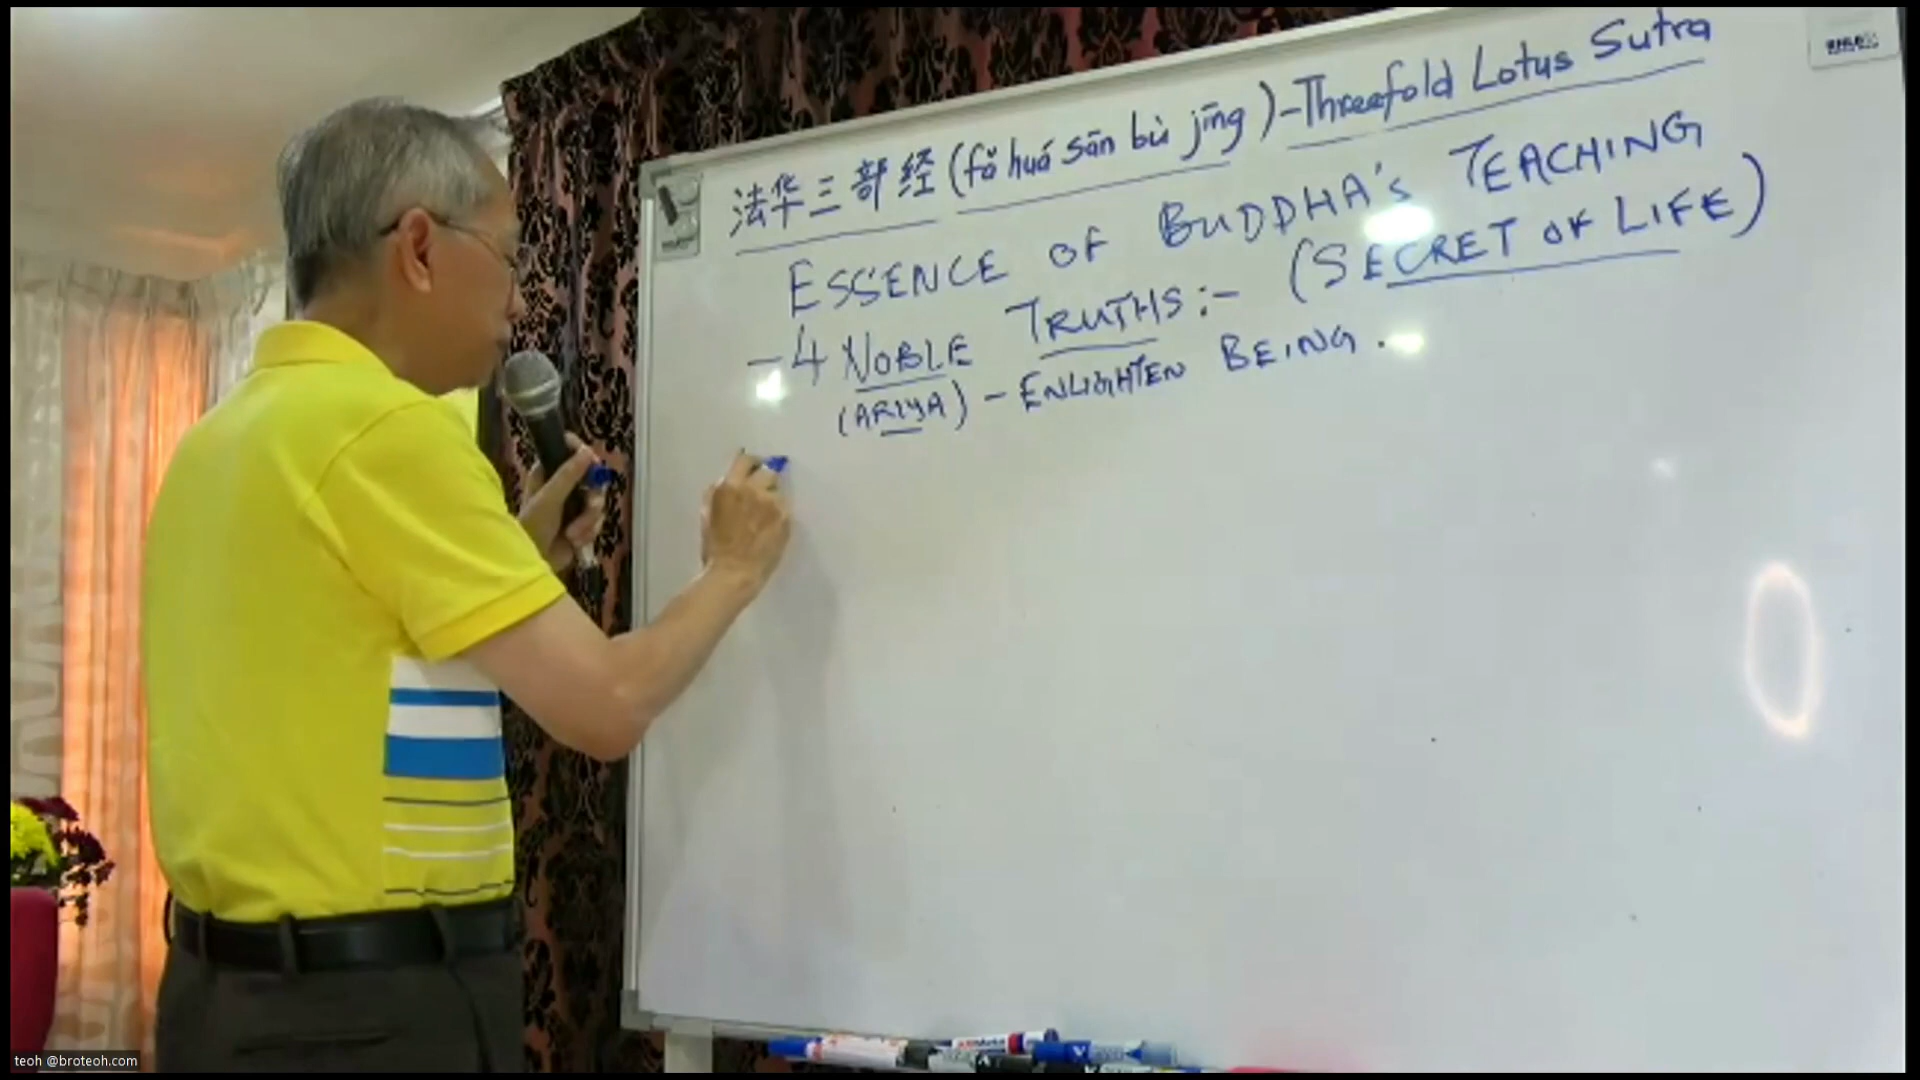 法华三部经 (fǎ huá sān bù jīng) - Threefold Lotus Sutra
ESSENCE OF BUDDHA's TEACHING
- 4 NOBLE TRUTHS :- (SECRET OF LIFE)
(ARIYA) - ENLIGHTEN BEING.
teoh @broteoh.com